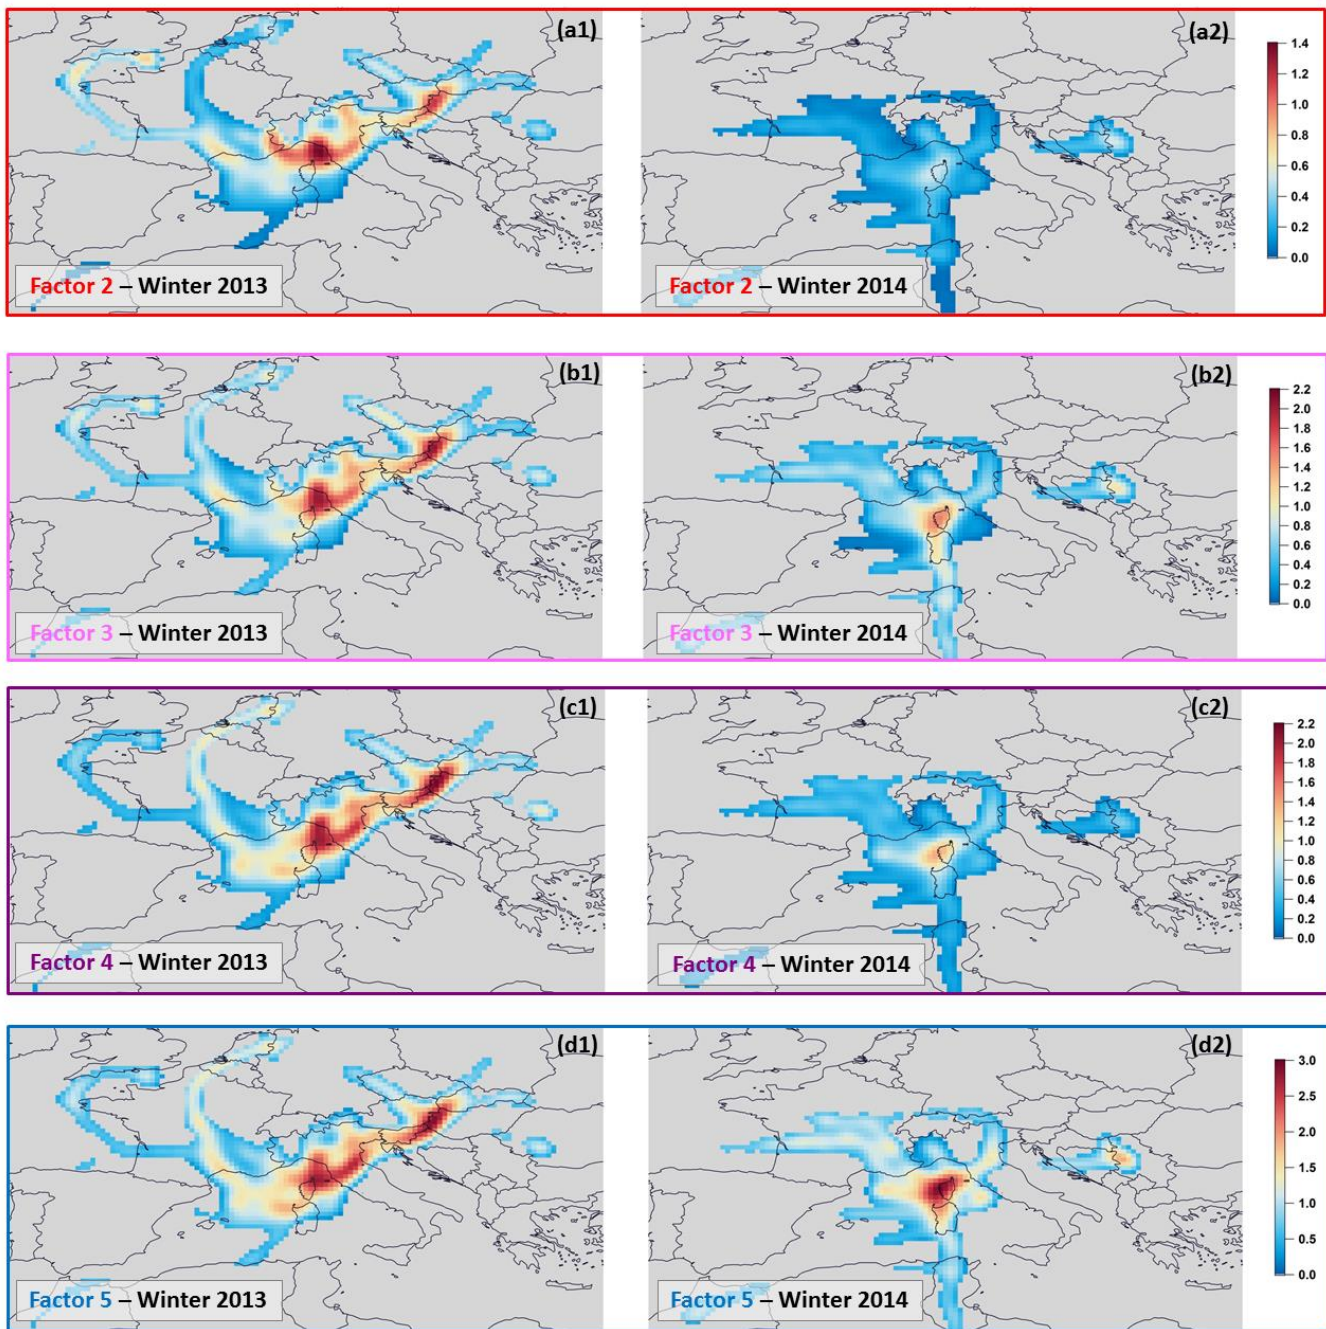 (a1)
(a2)
1.4
1.2
1.0
0.8
0.6
0.4
0.2
0.0
Factor 2 – Winter 2013
Factor 2 – Winter 2014
(b1)
(b2)
2.2
2.0
1.8
1.6
1.4
1.2
1.0
0.8
0.6
0.4
0.2
0.0
Factor 3 – Winter 2013
Factor 3 – Winter 2014
(c1)
(c2)
2.2
2.0
1.8
1.6
1.4
1.2
1.0
0.8
0.6
0.4
0.2
0.0
Factor 4 – Winter 2013
Factor 4 – Winter 2014
(d1)
(d2)
3.0
2.5
2.0
1.5
1.0
0.5
0.0
Factor 5 – Winter 2013
Factor 5 – Winter 2014